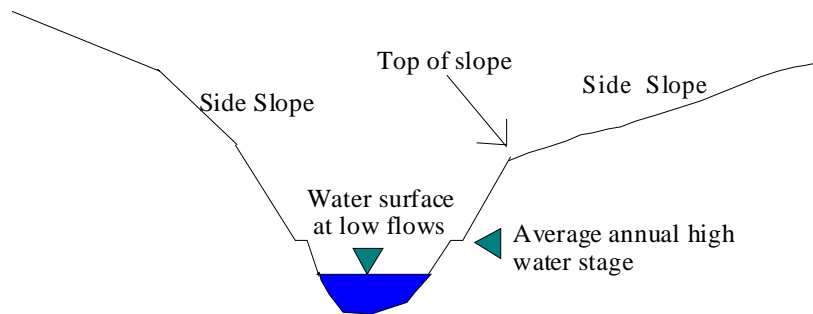 Top of slope
Side Slope
Side Slope
Water surface
at low flows
Average annual high
water stage